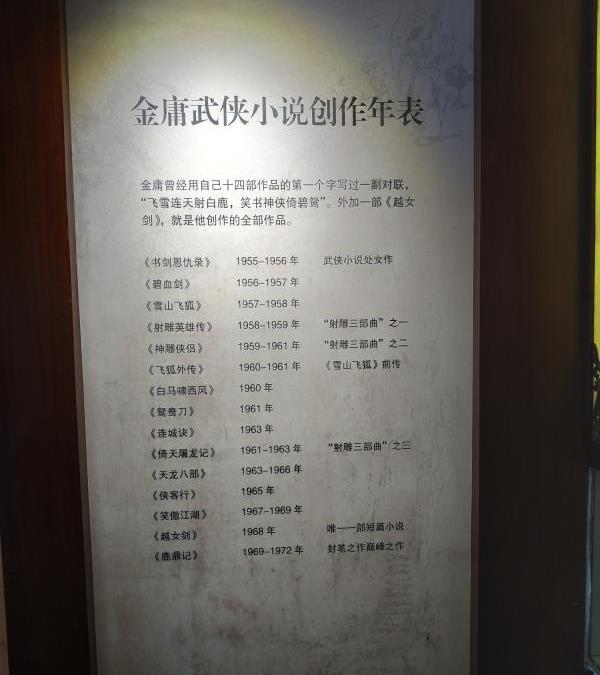 金庸武侠小说创作年表
金庸曾经用自己十四部作品的第一个字写过一副对联，
“飞雪连天射白鹿，笑书神侠倚碧鸳”。外加一部《越女
剑》，就是他创作的全部作品。
《书剑恩仇录》 1955-1956 年 武侠小说处女作
《碧血剑》 1956-1957 年
《雪山飞狐》 1957-1958 年
《射雕英雄传》 1958-1959 年 “射雕三部曲”之一
《神雕侠侣》 1959-1961 年 “射雕三部曲”之二
《飞狐外传》 1960-1961 年 《雪山飞狐》前传
《白马啸西风》 1960 年
《鸳鸯刀》 1961 年
《连城诀》 1963 年
《倚天屠龙记》 1961-1963 年 “射雕三部曲”之三
《天龙八部》 1963-1966 年
《侠客行》 1965 年
《笑傲江湖》 1967-1969 年
《越女剑》 1968 年 唯一一部短篇小说
《鹿鼎记》 1969-1972 年 封笔之作巅峰之作